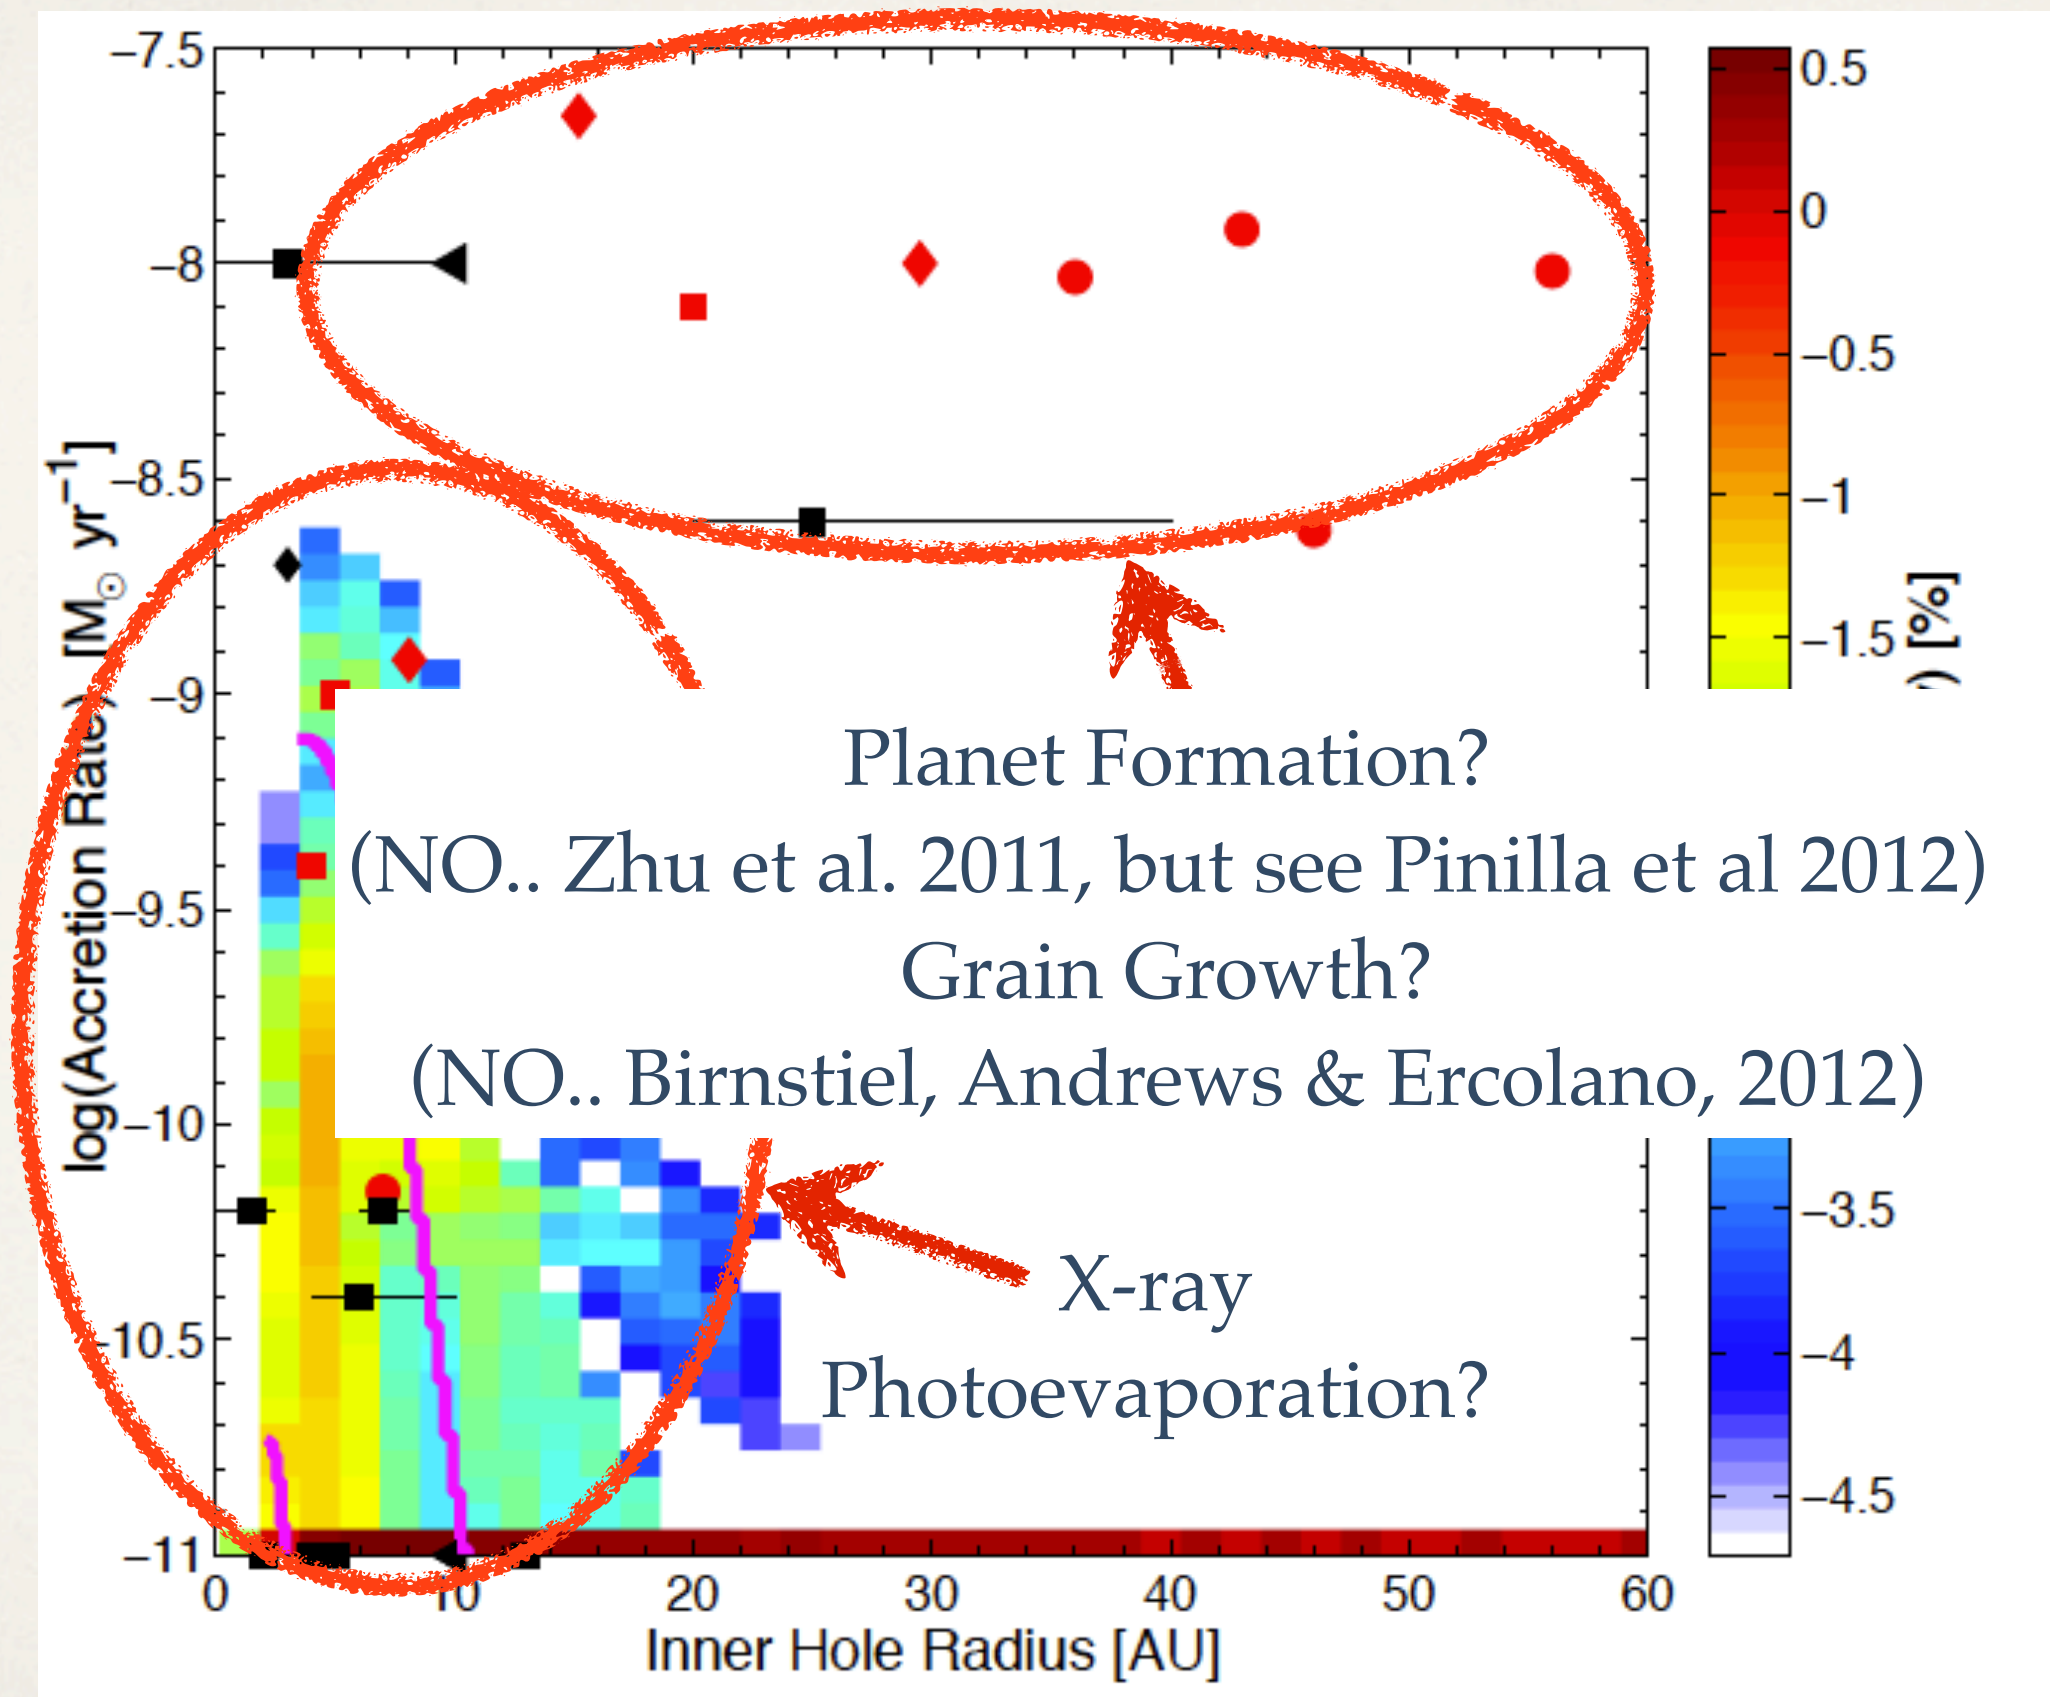 −7.5
−8
−8.5
−9
−9.5
−10
−10.5
−11
log(Accretion Rate) [M☉ yr−1]
0 10 20 30 40 50 60
Inner Hole Radius [AU]
0.5
0
−0.5
−1
−1.5
−3.5
−4
−4.5
) [%]
Planet Formation?
(NO.. Zhu et al. 2011, but see Pinilla et al 2012)
Grain Growth?
(NO.. Birnstiel, Andrews & Ercolano, 2012)
X-ray
Photoevaporation?